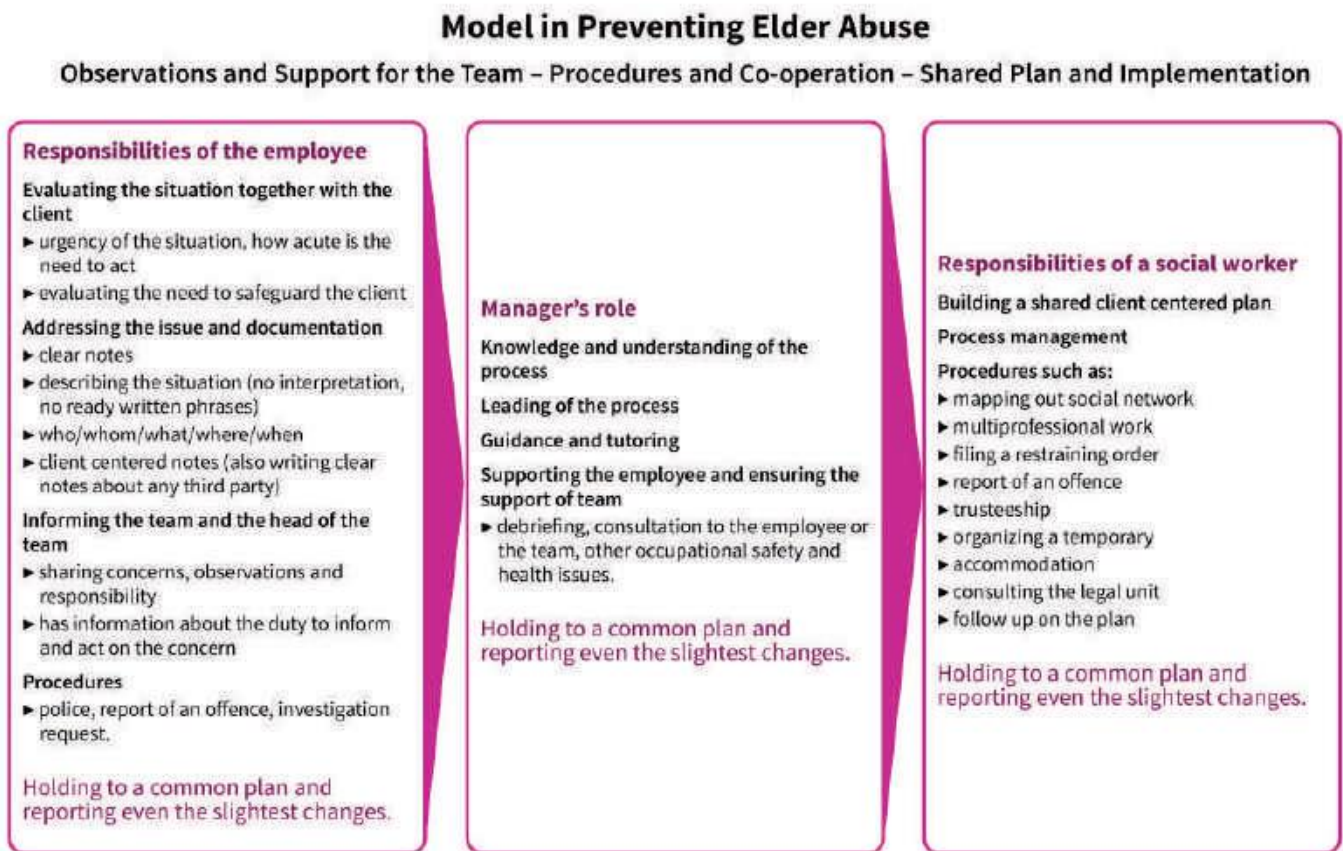 Model in Preventing Elder Abuse
Observations and Support for the Team – Procedures and Co-operation – Shared Plan and Implementation
Responsibilities of the employee
Evaluating the situation together with the
client
► urgency of the situation, how acute is the
need to act
► evaluating the need to safeguard the client
Addressing the issue and documentation
► clear notes
► describing the situation (no interpretation,
no ready written phrases)
► who/whom/what/where/when
► client centered notes (also writing clear
notes about any third party)
Informing the team and the head of the
team
► sharing concerns, observations and
responsibility
► has information about the duty to inform
and act on the concern
Procedures
► police, report of an offence, investigation
request.
Holding to a common plan and
reporting even the slightest changes.
Manager's role
Knowledge and understanding of the
process
Leading of the process
Guidance and tutoring
Supporting the employee and ensuring the
support of team
► debriefing, consultation to the employee or
the team, other occupational safety and
health issues.
Holding to a common plan and
reporting even the slightest changes.
Responsibilities of a social worker
Building a shared client centered plan
Process management
Procedures such as:
► mapping out social network
► multiprofessional work
► filing a restraining order
► report of an offence
► trusteeship
► organizing a temporary
► accommodation
► consulting the legal unit
► follow up on the plan
Holding to a common plan and
reporting even the slightest changes.